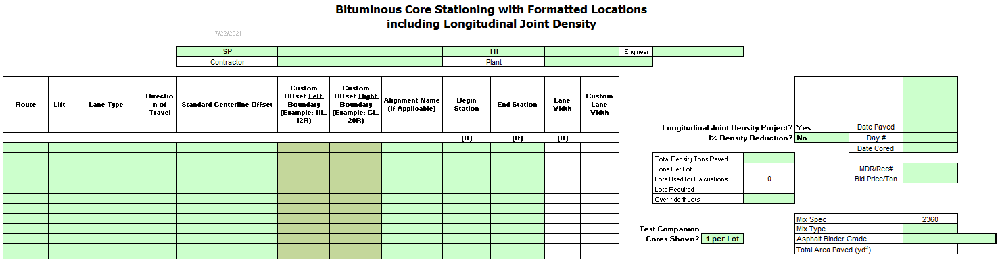 Bituminous Core Stationing with Formatted Locations
including Longitudinal Joint Density
7/22/2021
SP TH Engineer
Contractor Plant
Route Lift Lane Type Directio
n of
Travel Standard Centerline Offset Custom
Offset Left
Boundary
(Example: 11L,
12R) Custom
Offset Right
Boundary
(Example: CL,
20R) Alignment Name
(If Applicable) Begin
Station End Station Lane
Width Custom
Lane
Width
(ft) (ft) (ft)
Longitudinal Joint Density Project? Yes Date Paved
1% Density Reduction? No Day #
Date Cored
Total Density Tons Paved
Tons Per Lot
Lots Used for Calcuations 0
Lots Required
Over-ride # Lots
MDR/Rec#
Bid Price/Ton
Test Companion
Cores Shown? 1 per Lot
Mix Spec 2360
Mix Type
Asphalt Binder Grade
Total Area Paved (yd²)